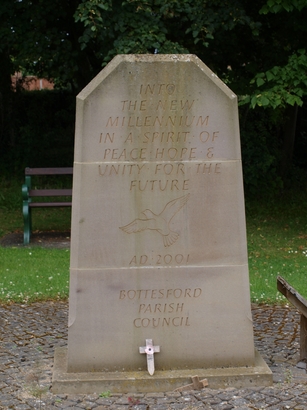 INTO
THE NEW
MILLENNIUM
IN A SPIRIT OF
PEACE HOPE &
UNITY FOR THE
FUTURE
AD 2001
BOTTESFORD
PARISH
COUNCIL